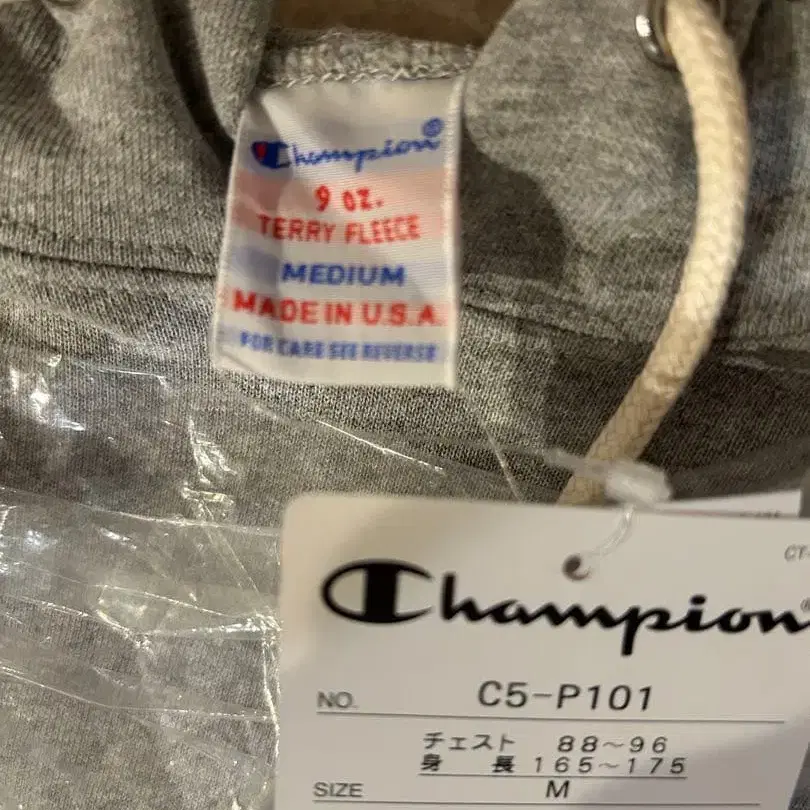 Champion®
9 OZ.
TERRY FLEECE
MEDIUM
MADE IN U.S.A.
FOR CARE SEE REVERSE
CT-
Champion
NO. C5-P101
チェスト 88~96
身長 165~175
SIZE M